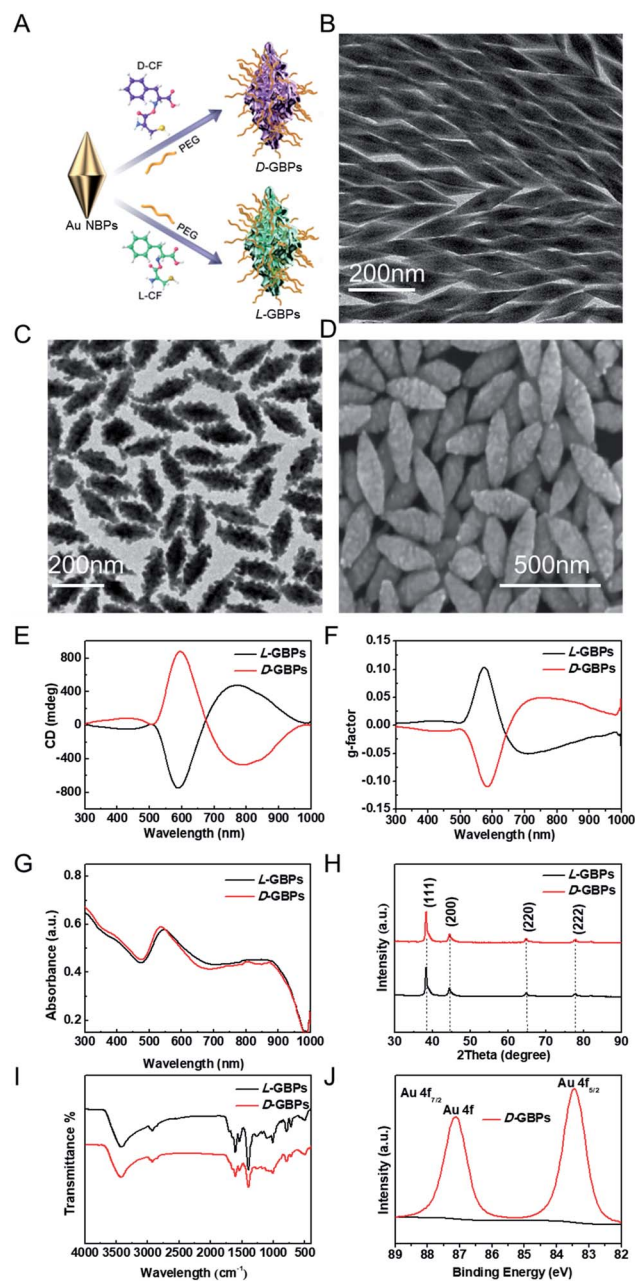 A
D-CF
PEG
D-GBPs
Au NBPs
PEG
L-CF
L-GBPs
B
200nm
C
200nm
D
500nm
E
L-GBPs
D-GBPs
800
400
0
-400
-800
CD (mdeg)
300 400 500 600 700 800 900 1000
Wavelength (nm)
F
L-GBPs
D-GBPs
0.15
0.10
0.05
0.00
-0.05
-0.10
-0.15
g-factor
300 400 500 600 700 800 900 1000
Wavelength (nm)
G
L-GBPs
D-GBPs
0.8
0.6
0.4
0.2
Absorbance (a.u.)
300 400 500 600 700 800 900 1000
Wavelength (nm)
H
L-GBPs
D-GBPs
(111)
(200)
(220)
(222)
Intensity (a.u.)
30 40 50 60 70 80 90
2Theta (degree)
I
L-GBPs
D-GBPs
Transmittance %
4000 3500 3000 2500 2000 1500 1000 500
Wavelength (cm-1)
J
Au 4f7/2
Au 4f
Au 4f5/2
D-GBPs
Intensity (a.u.)
89 88 87 86 85 84 83 82
Binding Energy (eV)